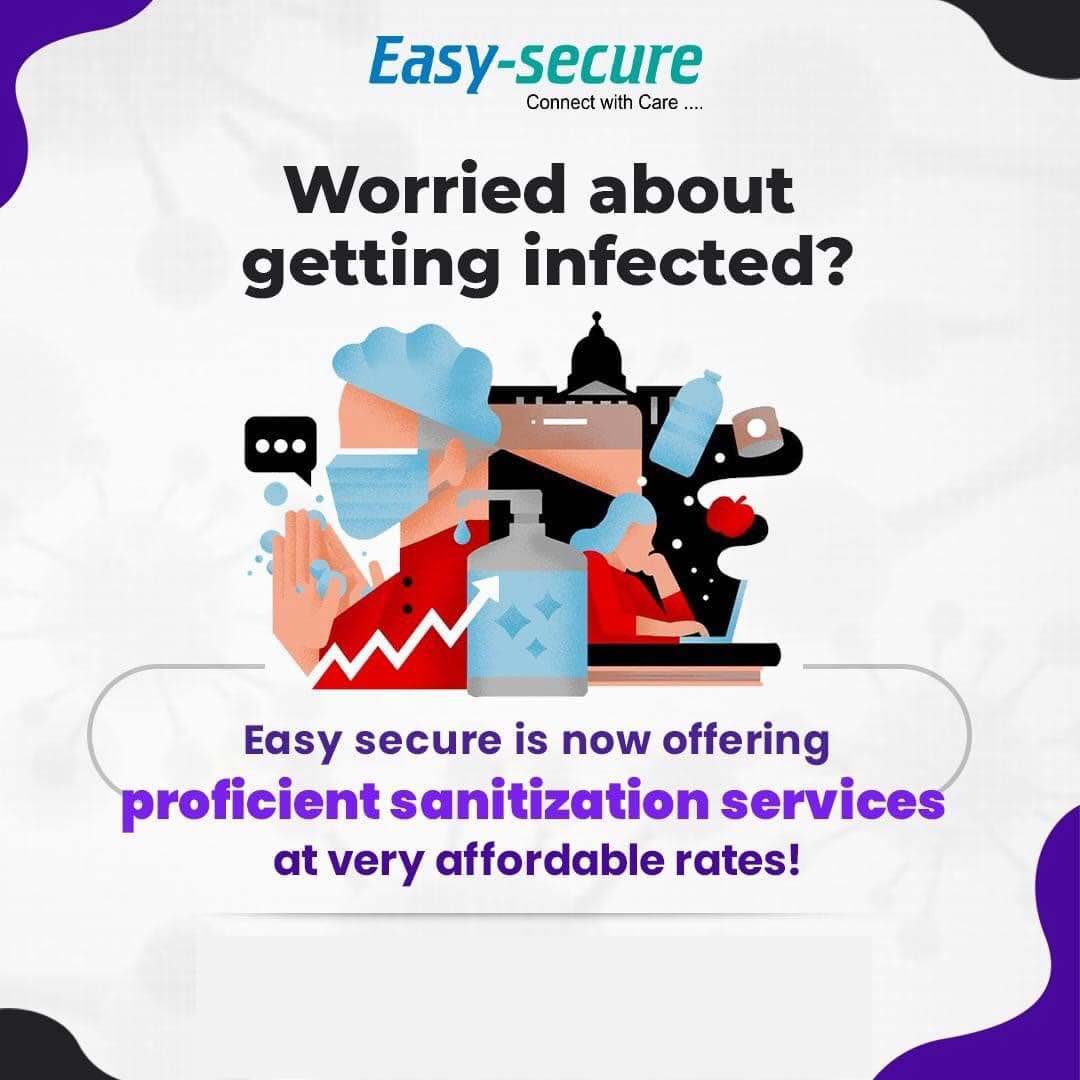 Easy-secure
Connect with Care ....
Worried about
getting infected?
Easy secure is now offering
proficient sanitization services
at very affordable rates!